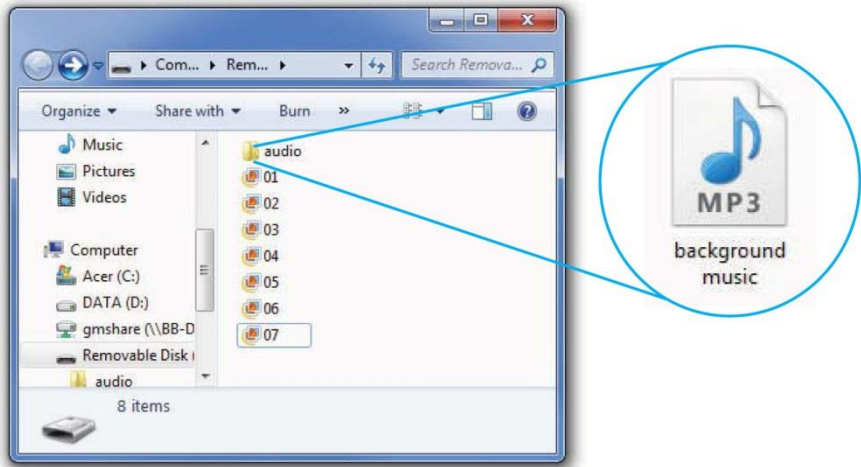 Com... Rem... Search Remova...
Organize Share with Burn »
Music
Pictures
Videos
Computer
Acer (C:)
DATA (D:)
gmshare (\\BB-D
Removable Disk (
audio
audio
01
02
03
04
05
06
07
8 items
MP3
background
music